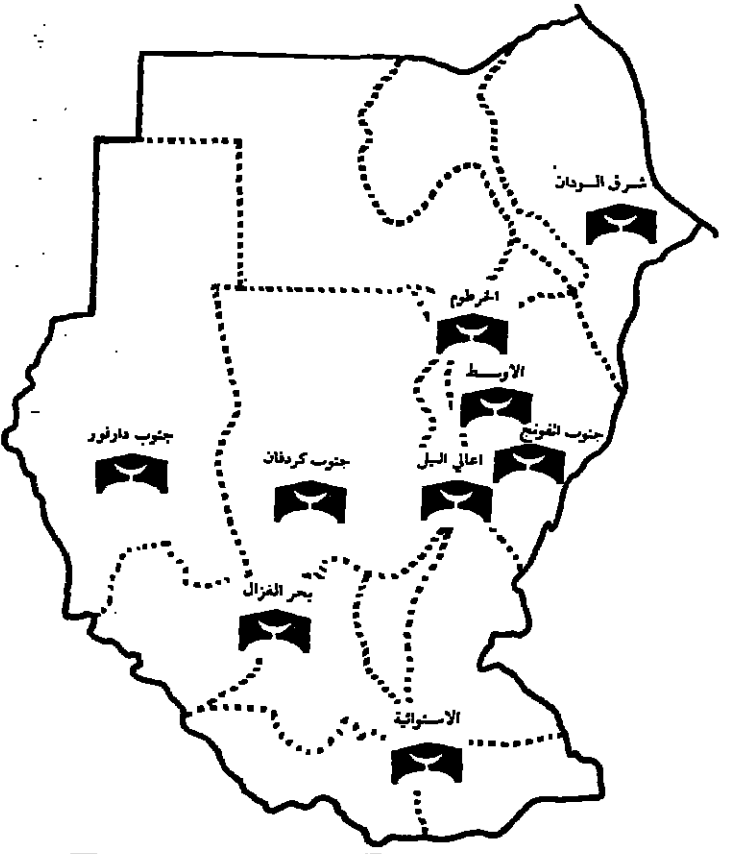 شرق السودان
الخرطوم
الاوسط
جنوب الفونج
اعالي النيل
جنوب كردفان
جنوب دارفور
بحر الغزال
الاستوائية